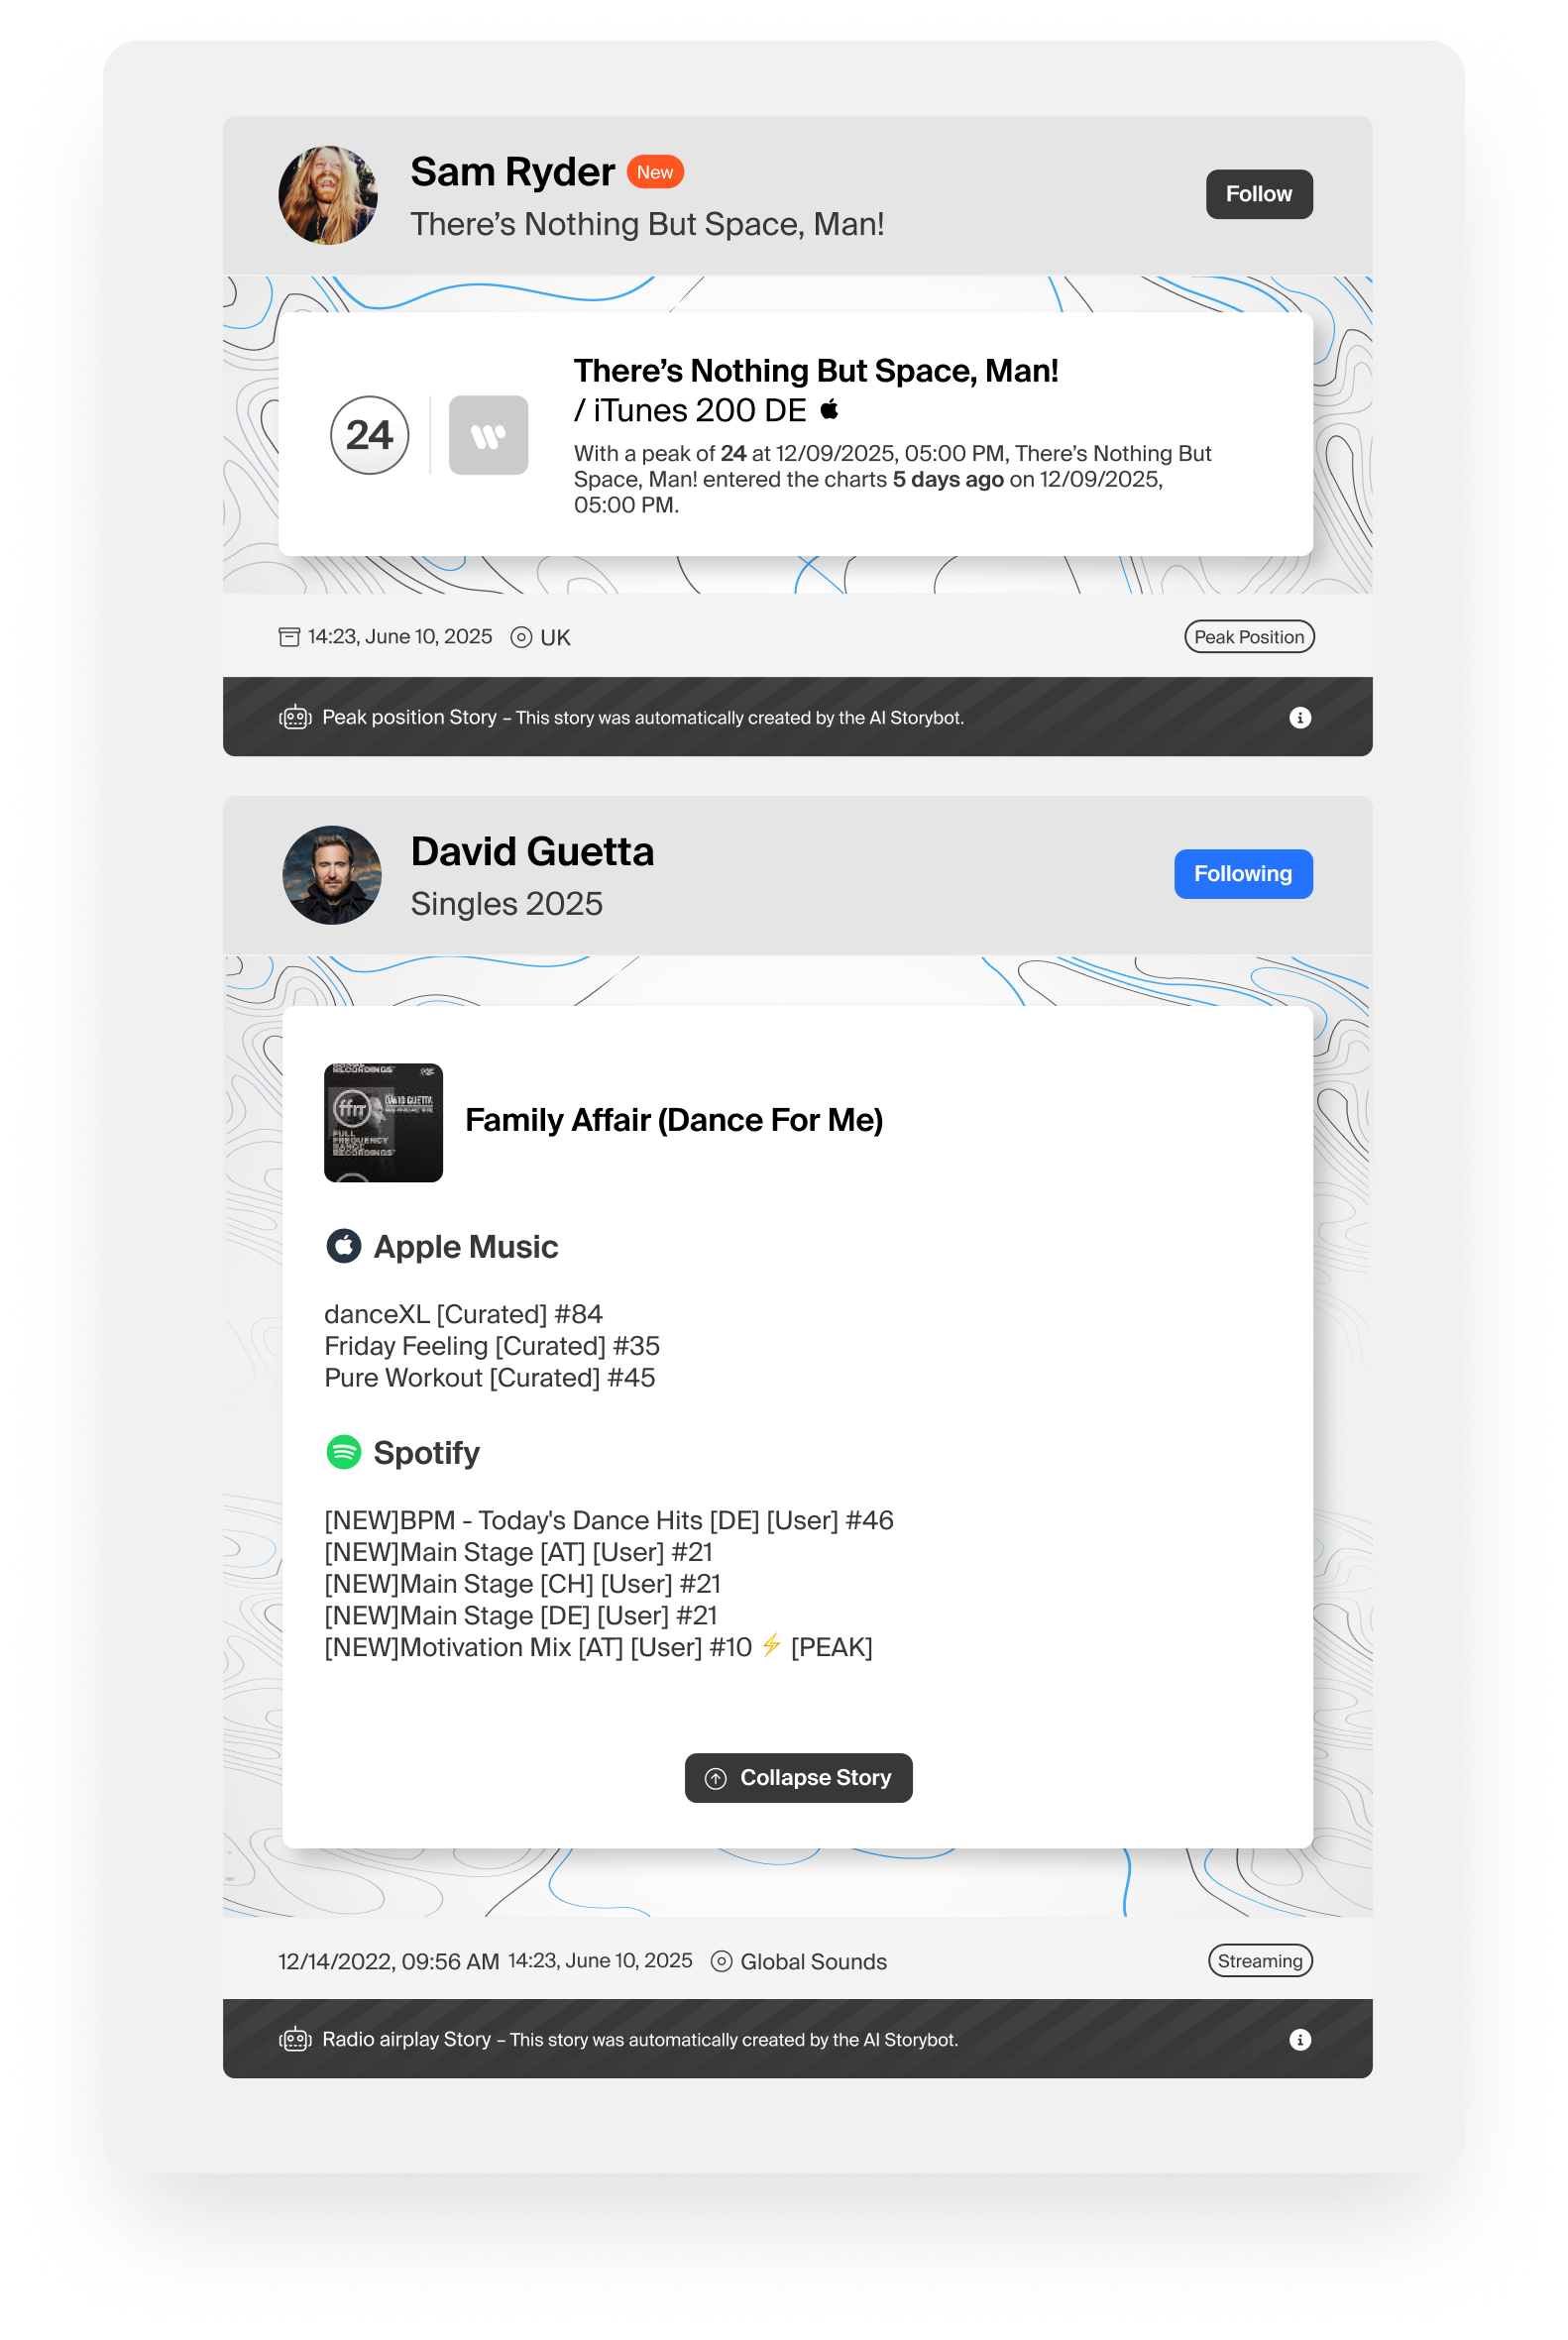 Sam Ryder New
There’s Nothing But Space, Man!
Follow
24
There’s Nothing But Space, Man!
/ iTunes 200 DE
With a peak of 24 at 12/09/2025, 05:00 PM, There’s Nothing But
Space, Man! entered the charts 5 days ago on 12/09/2025,
05:00 PM.
14:23, June 10, 2025 UK
Peak Position
Peak position Story – This story was automatically created by the AI Storybot.
David Guetta
Singles 2025
Following
RECORDINGS
ffrr
DAVID GUETTA
FULL
FREQUENCY
RANGE
RECORDINGS
Family Affair (Dance For Me)
Apple Music
danceXL [Curated] #84
Friday Feeling [Curated] #35
Pure Workout [Curated] #45
Spotify
[NEW]BPM - Today's Dance Hits [DE] [User] #46
[NEW]Main Stage [AT] [User] #21
[NEW]Main Stage [CH] [User] #21
[NEW]Main Stage [DE] [User] #21
[NEW]Motivation Mix [AT] [User] #10 ⚡ [PEAK]
Collapse Story
12/14/2022, 09:56 AM 14:23, June 10, 2025 Global Sounds
Streaming
Radio airplay Story – This story was automatically created by the AI Storybot.